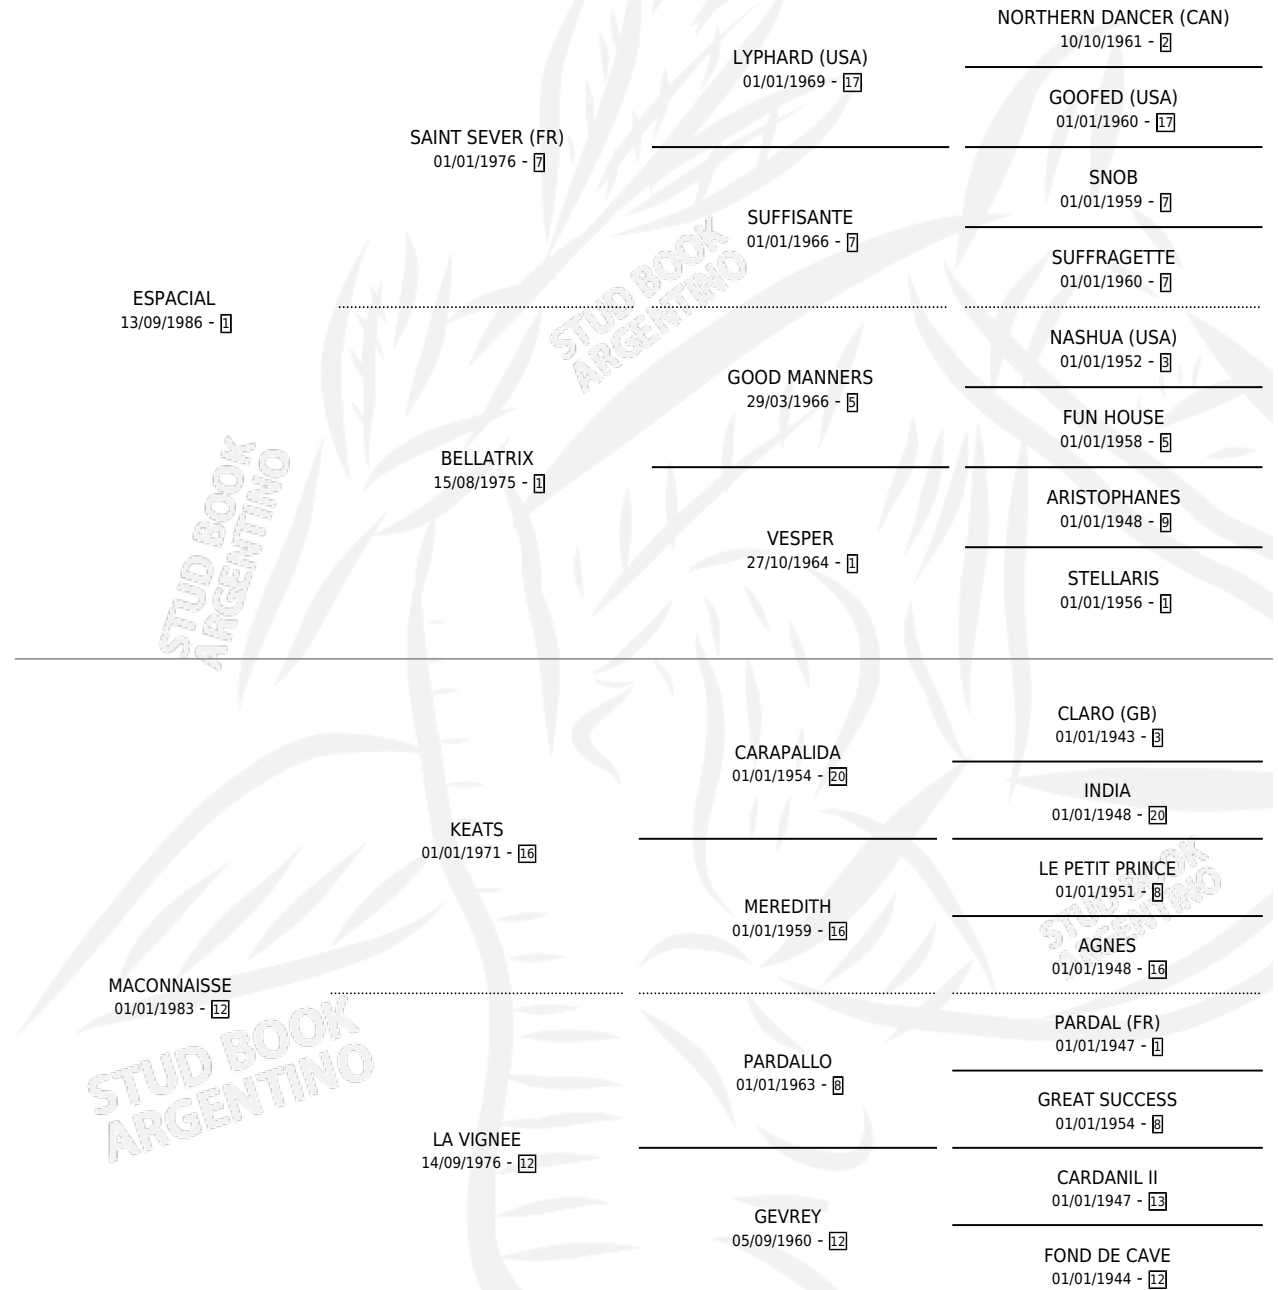 NORTHERN DANCER (CAN)
10/10/1961 - 2
LYPHARD (USA)
01/01/1969 - 17
GOOFED (USA)
01/01/1960 - 17
SAINT SEVER (FR)
01/01/1976 - 7
SNOB
01/01/1959 - 7
SUFFISANTE
01/01/1966 - 7
SUFFRAGETTE
01/01/1960 - 7
ESPACIAL
13/09/1986 - 1
NASHUA (USA)
01/01/1952 - 3
GOOD MANNERS
29/03/1966 - 5
FUN HOUSE
01/01/1958 - 5
BELLATRIX
15/08/1975 - 1
ARISTOPHANES
01/01/1948 - 9
VESPER
27/10/1964 - 1
STELLARIS
01/01/1956 - 1
CLARO (GB)
01/01/1943 - 3
CARAPALIDA
01/01/1954 - 20
INDIA
01/01/1948 - 20
KEATS
01/01/1971 - 16
LE PETIT PRINCE
01/01/1951 - 8
MEREDITH
01/01/1959 - 16
AGNES
01/01/1948 - 16
MACONNAISSE
01/01/1983 - 12
PARDAL (FR)
01/01/1947 - 1
PARDALLO
01/01/1963 - 8
GREAT SUCCESS
01/01/1954 - 8
LA VIGNEE
14/09/1976 - 12
CARDANIL II
01/01/1947 - 13
GEVREY
05/09/1960 - 12
FOND DE CAVE
01/01/1944 - 12
STUD BOOK
ARGENTINO
STUD BOOK
ARGENTINO
STUD BOOK
ARGENTINO
STUD BOOK
ARGENTINO